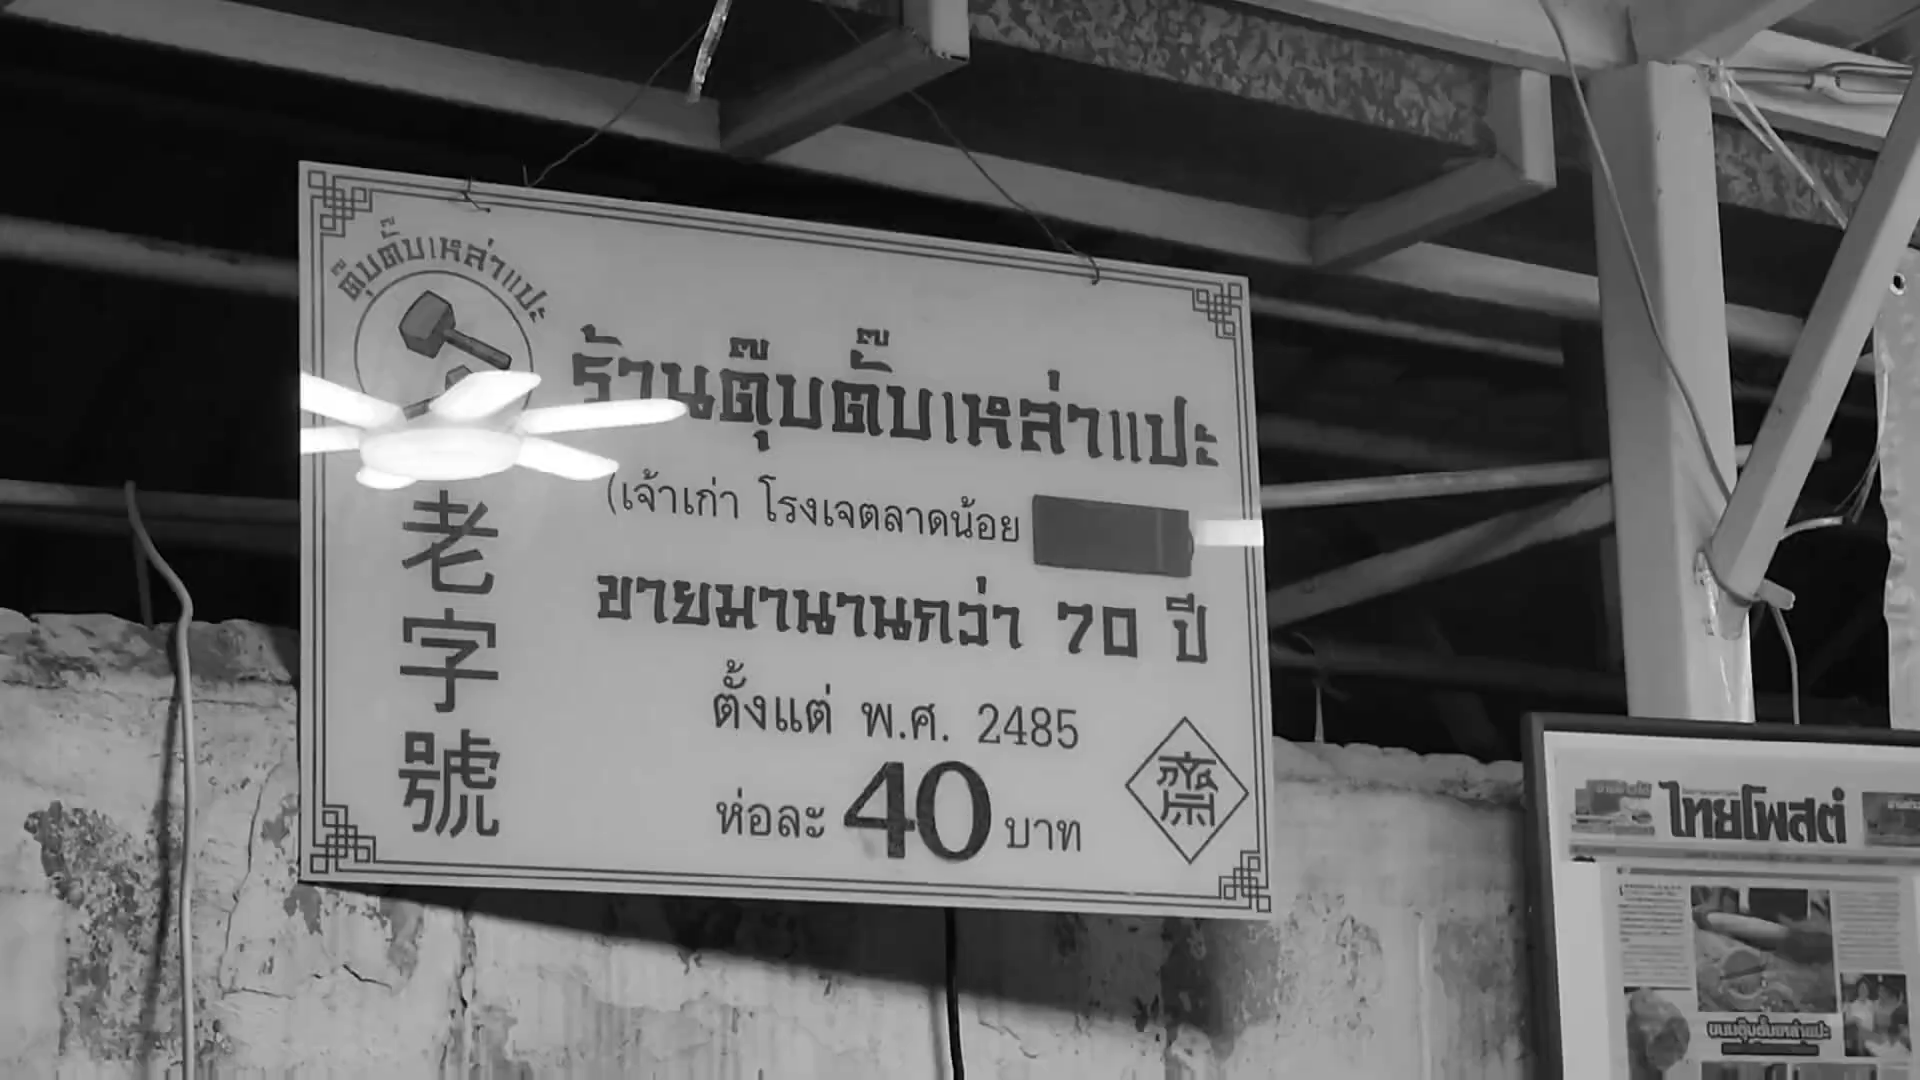 ตุ๊บตั๊บเหล่าแปะ
ร้านตุ๊บตั๊บเหล่าแปะ
(เจ้าเก่า โรงเจตลาดน้อย
ขายมานานกว่า 70 ปี
ตั้งแต่ พ.ศ. 2485
ห่อละ 40 บาท
老字號
齋
ไทยโพสต์
ขนมตุ๊บตั๊บเหล่าแปะ